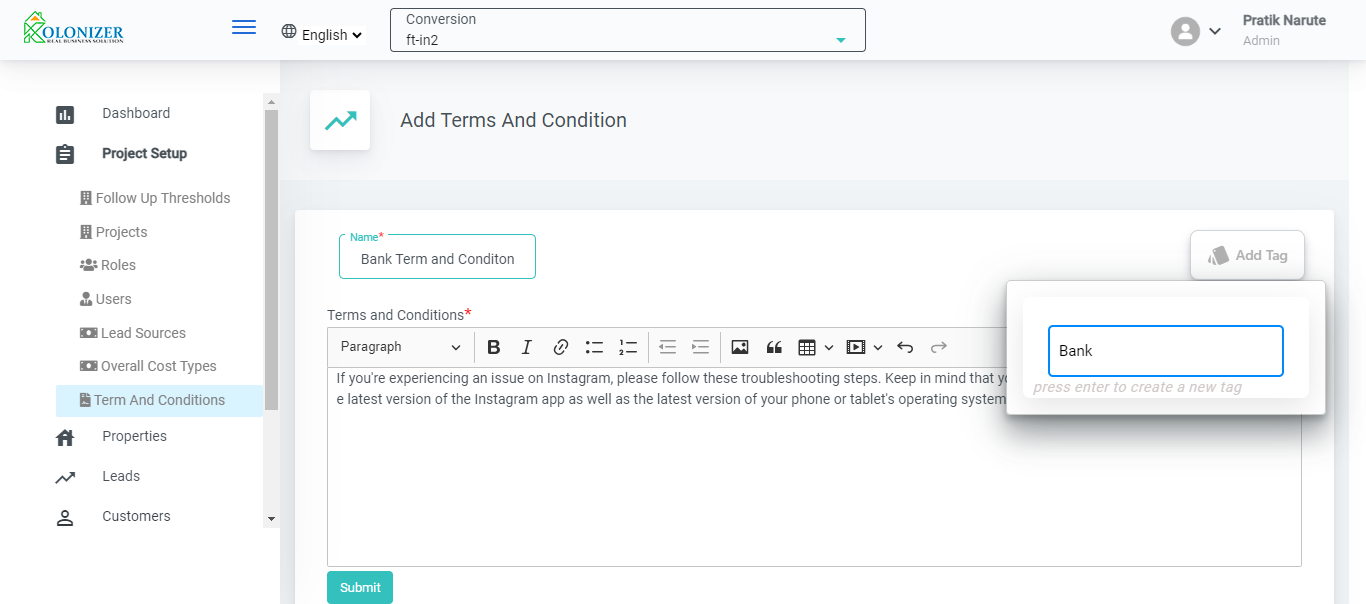 KOLONIZER
REAL BUSINESS SOLUTION
English
Conversion
ft-in2
Pratik Narute
Admin
Dashboard
Project Setup
Follow Up Thresholds
Projects
Roles
Users
Lead Sources
Overall Cost Types
Term And Conditions
Properties
Leads
Customers
Add Terms And Condition
Name*
Bank Term and Conditon
Add Tag
Bank
press enter to create a new tag
Terms and Conditions*
Paragraph
If you're experiencing an issue on Instagram, please follow these troubleshooting steps. Keep in mind that
e latest version of the Instagram app as well as the latest version of your phone or tablet's operating system
Submit